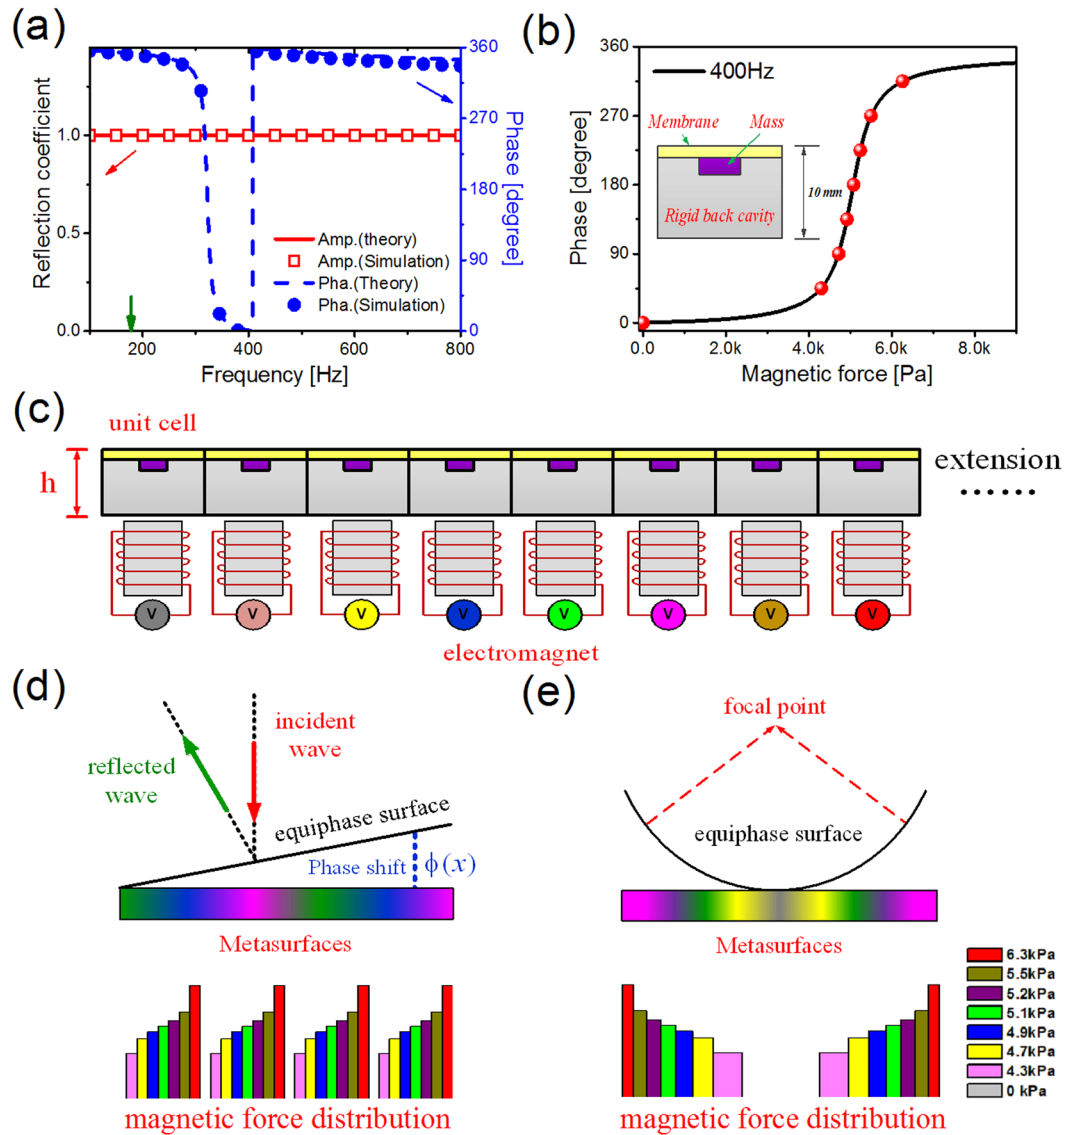 (a)
Reflection coefficient
1.0
0.5
0.0
200
400
600
800
Frequency [Hz]
360
270
180
90
0
Phase [degree]
Amp.(theory)
Amp.(Simulation)
Pha.(Theory)
Pha.(Simulation)
(b)
Phase [degree]
360
270
180
90
0
0.0
2.0k
4.0k
6.0k
8.0k
Magnetic force [Pa]
400Hz
Membrane
Mass
Rigid back cavity
10 mm
(c)
unit cell
h
extension
......
V V V V V V V V
electromagnet
(d)
incident
wave
reflected
wave
equiphase surface
Phase shift ϕ(x)
Metasurfaces
magnetic force distribution
(e)
focal point
equiphase surface
Metasurfaces
6.3kPa
5.5kPa
5.2kPa
5.1kPa
4.9kPa
4.7kPa
4.3kPa
0 kPa
magnetic force distribution